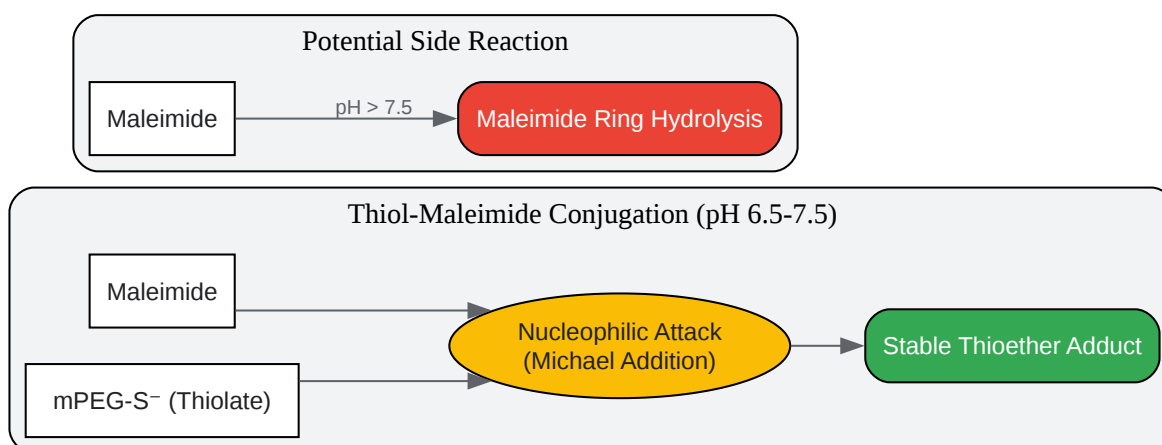 Potential Side Reaction
Maleimide
pH > 7.5
Maleimide Ring Hydrolysis
Thiol-Maleimide Conjugation (pH 6.5-7.5)
Maleimide
mPEG-S⁻ (Thiolate)
Nucleophilic Attack
(Michael Addition)
Stable Thioether Adduct